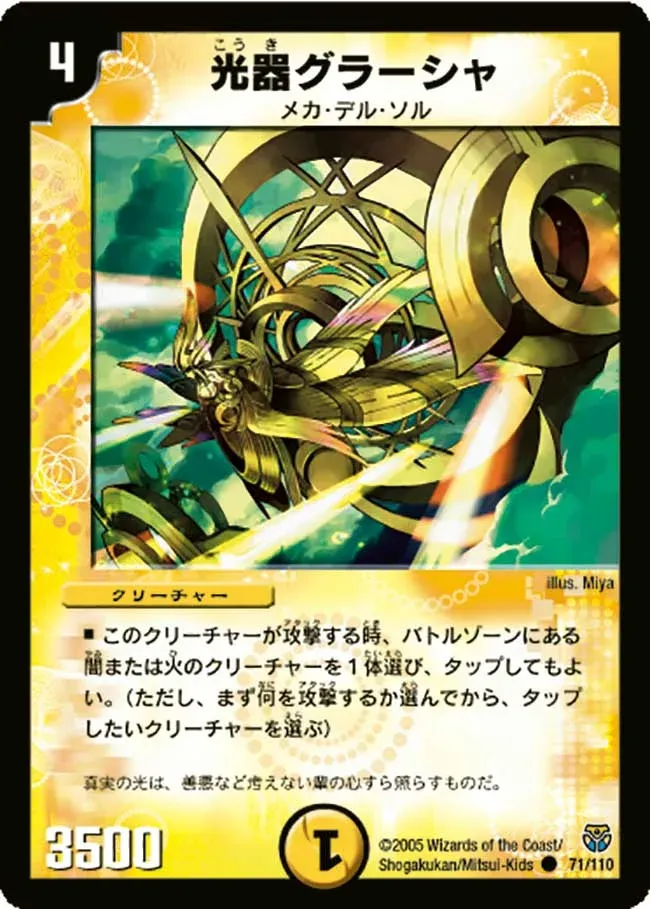 4
こうき
光器グラーシャ
メカ・デル・ソル
illus. Miya
クリーチャー
■ このクリーチャーが攻撃する時、バトルゾーンにある
闇または火のクリーチャーを１体選び、タップしてもよ
い。（ただし、まず何を攻撃するか選んでから、タップ
したいクリーチャーを選ぶ）
真実の光は、善悪など考えない輩の心すら照らすものだ。
3500
1
©2005 Wizards of the Coast/
Shogakukan/Mitsui-Kids ● 71/110